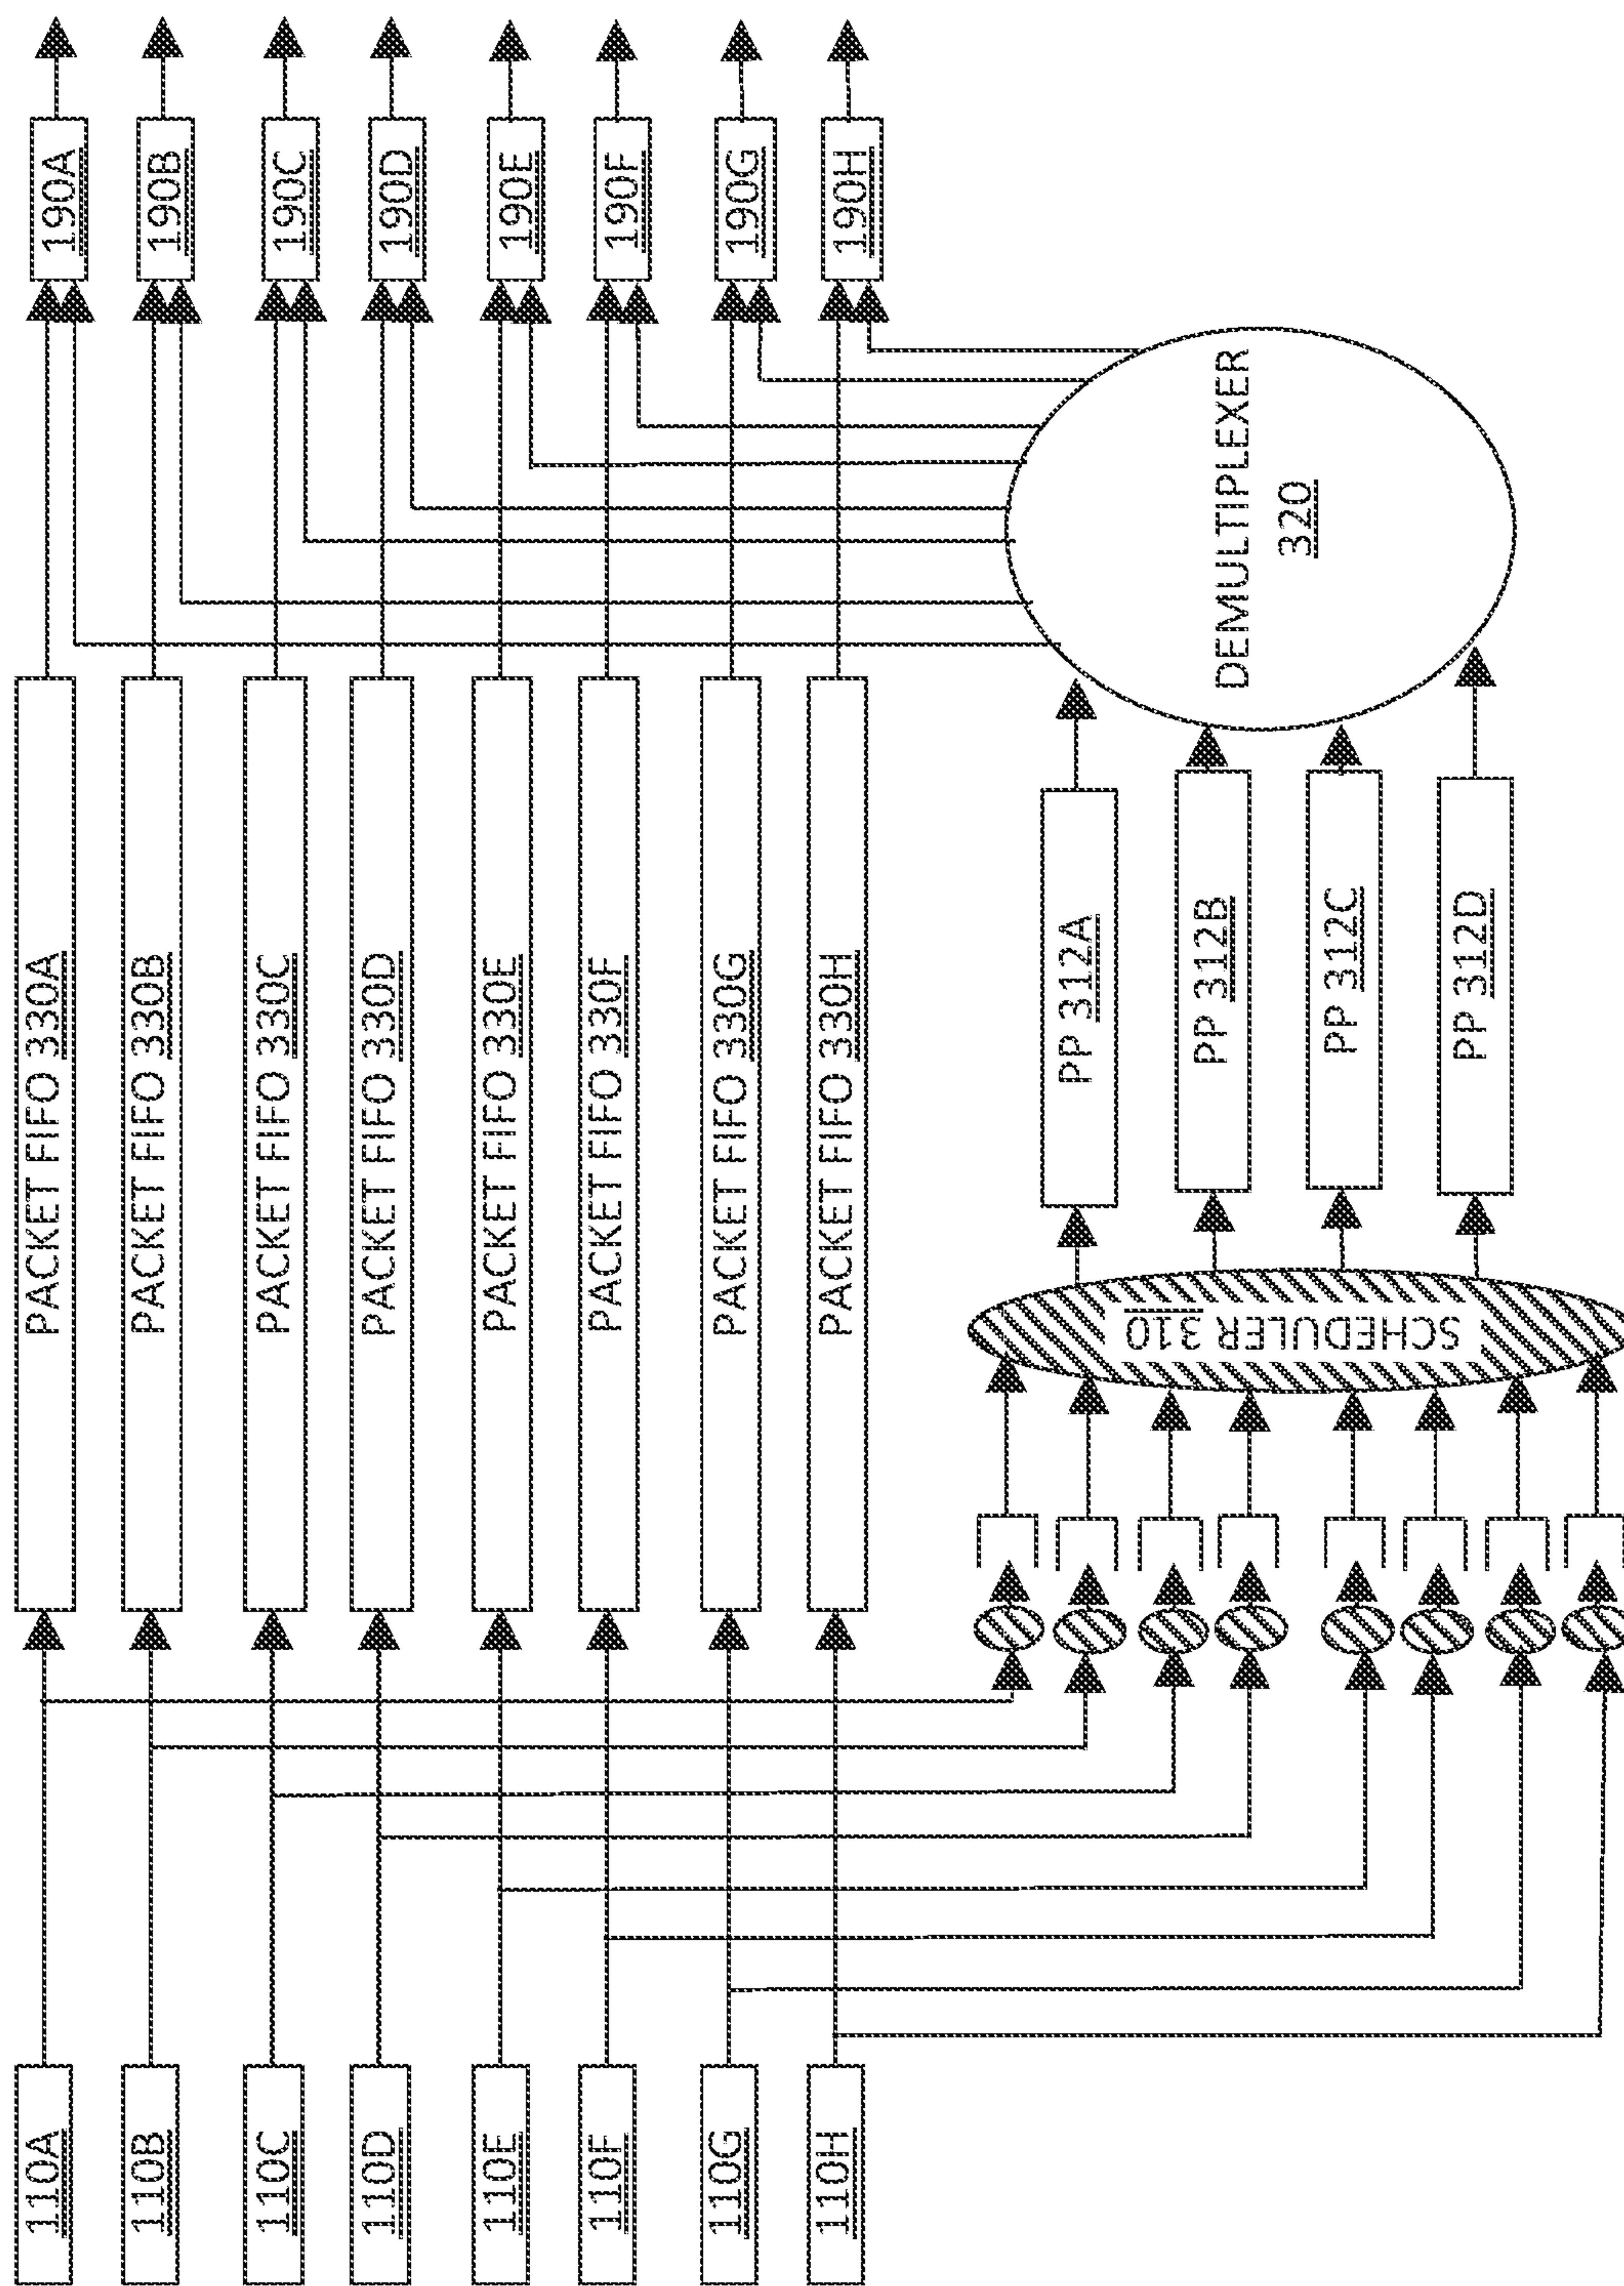 110A
PACKET FIFO 330A
190A
110B
PACKET FIFO 330B
190B
110C
PACKET FIFO 330C
190C
110D
PACKET FIFO 330D
190D
110E
PACKET FIFO 330E
190E
110F
PACKET FIFO 330F
190F
110G
PACKET FIFO 330G
190G
110H
PACKET FIFO 330H
190H
SCHEDULER 310
PP 312A
PP 312B
PP 312C
PP 312D
DEMULTIPLEXER
320